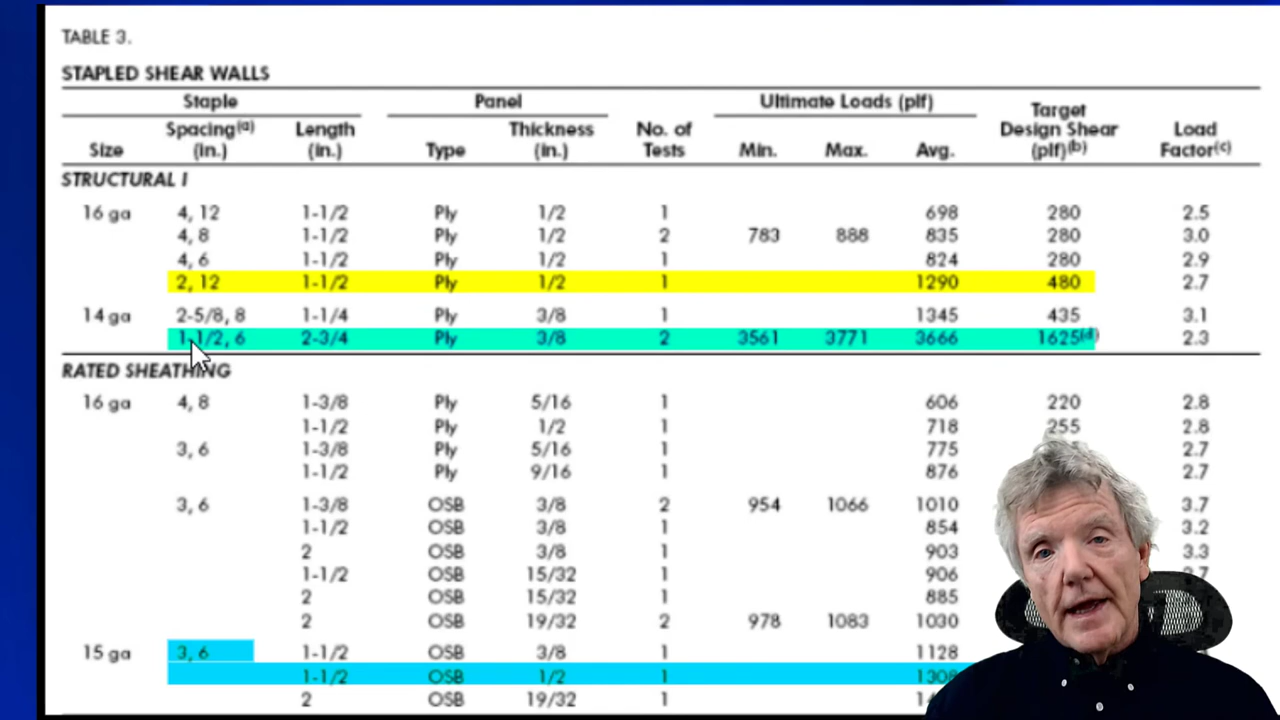 TABLE 3.
STAPLED SHEAR WALLS
Staple Panel Ultimate Loads (plf) Target
Spacing(a) Length Thickness No. of Design Shear Load
Size (in.) (in.) Type (in.) Tests Min. Max. Avg. (plf)(b) Factor(c)
STRUCTURAL I
16 ga 4, 12 1-1/2 Ply 1/2 1 698 280 2.5
4, 8 1-1/2 Ply 1/2 2 783 888 835 280 3.0
4, 6 1-1/2 Ply 1/2 1 824 280 2.9
2, 12 1-1/2 Ply 1/2 1 1290 480 2.7
14 ga 2-5/8, 8 1-1/4 Ply 3/8 1 1345 435 3.1
1-1/2, 6 2-3/4 Ply 3/8 2 3561 3771 3666 1625(d) 2.3
RATED SHEATHING
16 ga 4, 8 1-3/8 Ply 5/16 1 606 220 2.8
1-1/2 Ply 1/2 1 718 255 2.8
3, 6 1-3/8 Ply 5/16 1 775 2.7
1-1/2 Ply 9/16 1 876 2.7
3, 6 1-3/8 OSB 3/8 2 954 1066 1010 3.7
1-1/2 OSB 3/8 1 854 3.2
2 OSB 3/8 1 903 3.3
1-1/2 OSB 15/32 1 906
2 OSB 15/32 1 885
2 OSB 19/32 2 978 1083 1030
15 ga 3, 6 1-1/2 OSB 3/8 1 1128
1-1/2 OSB 1/2 1 1308
2 OSB 19/32 1